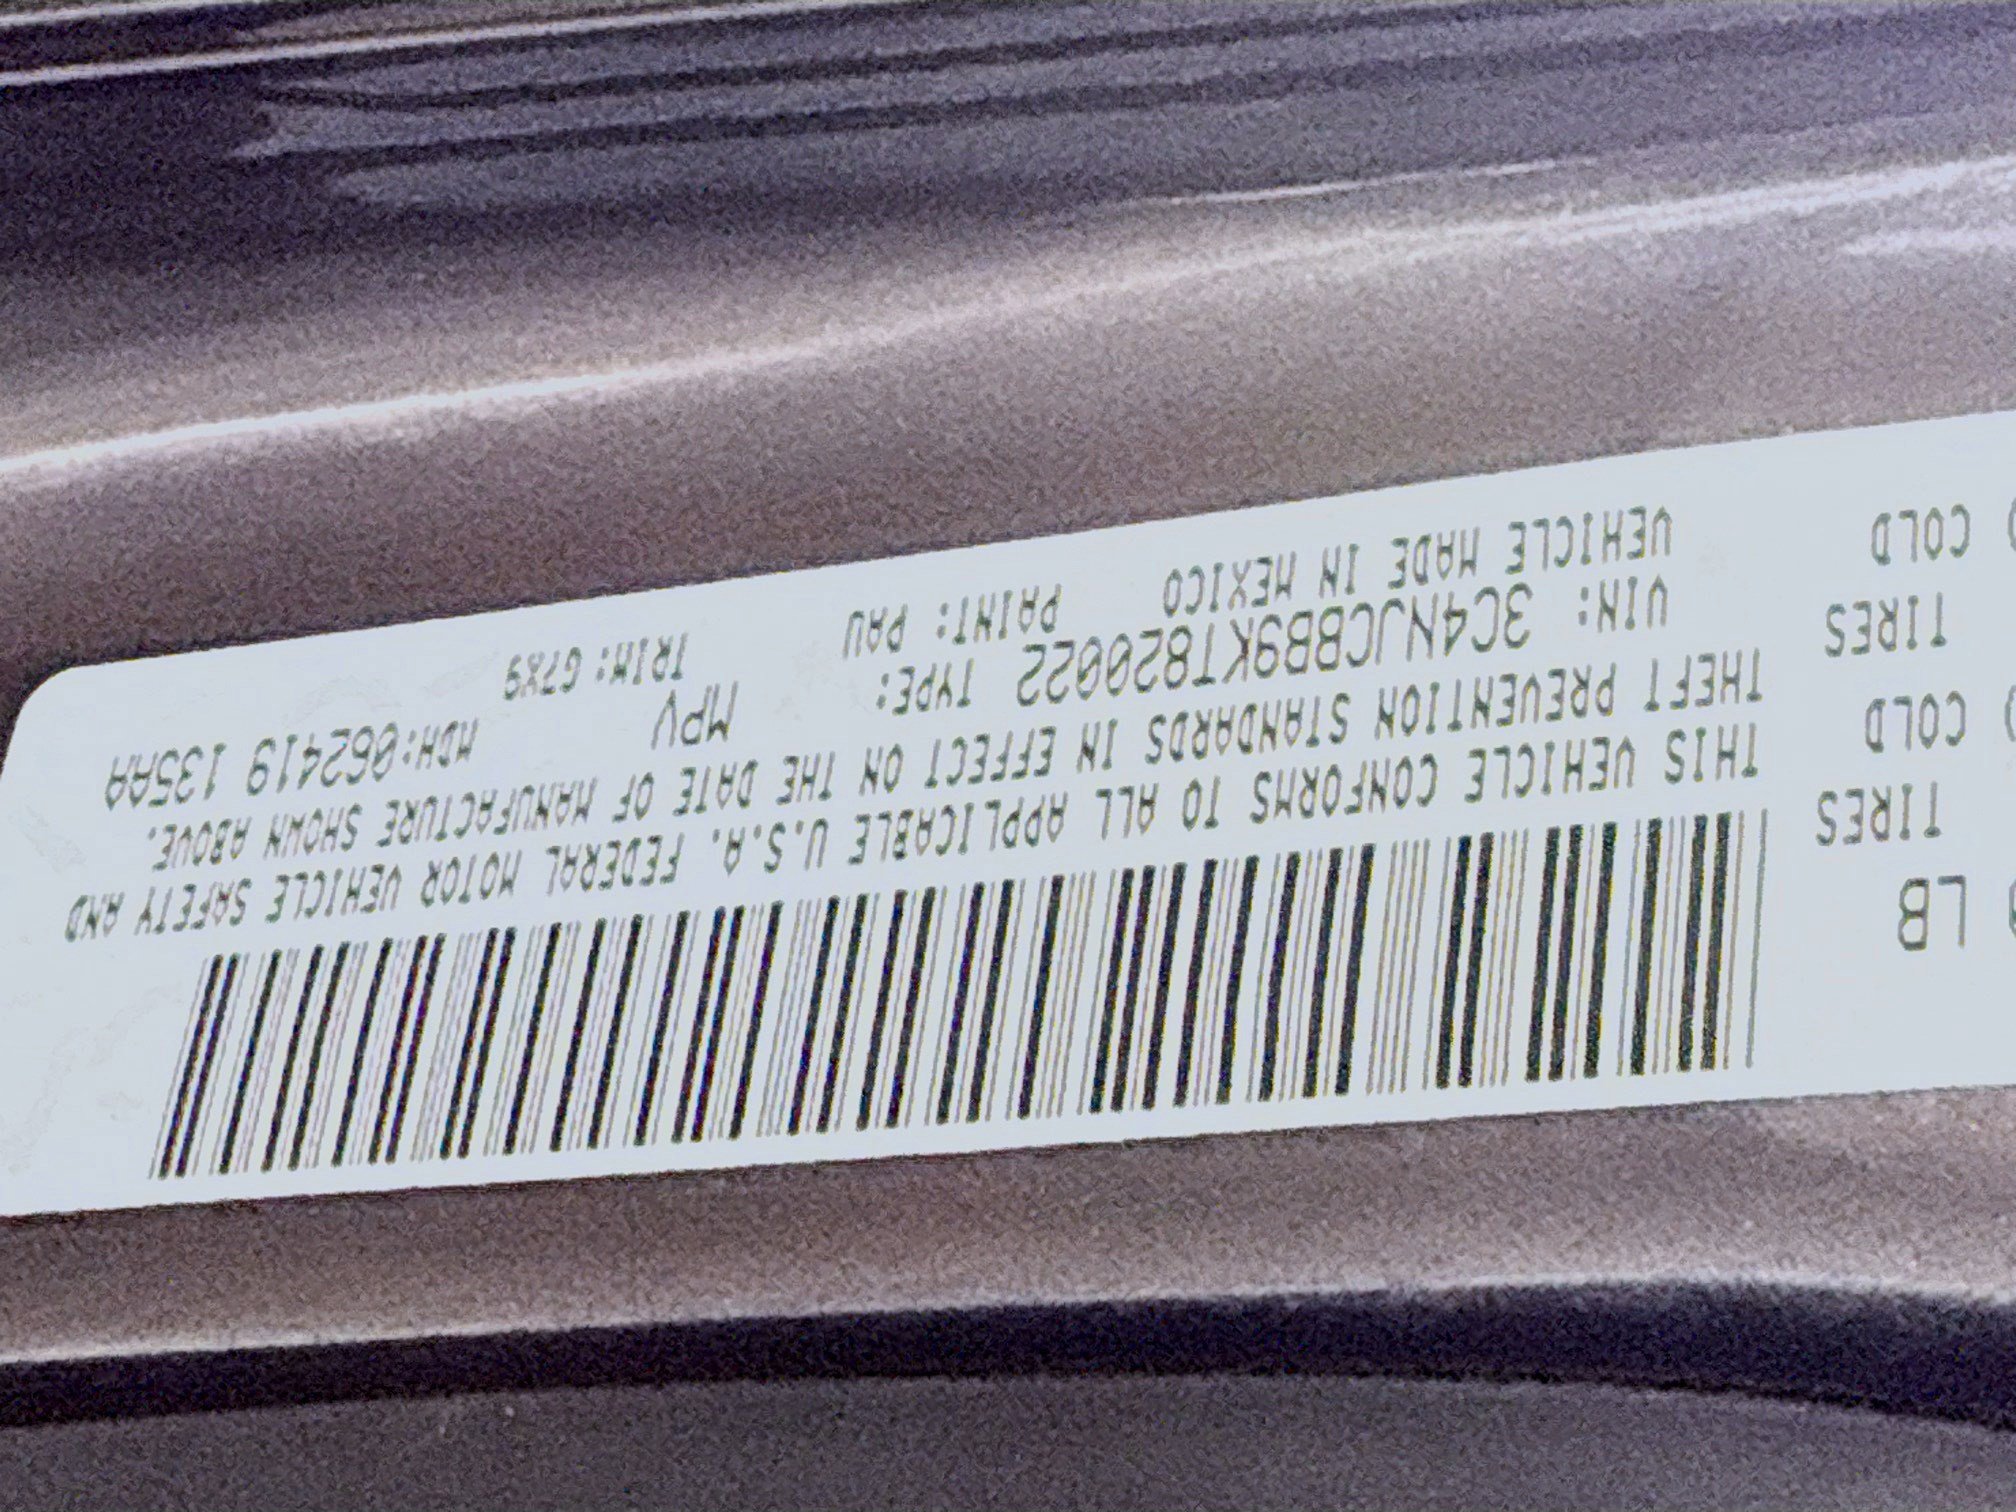 LB
TIRES
COLD
TIRES
COLD
THIS VEHICLE CONFORMS TO ALL APPLICABLE U.S.A. FEDERAL MOTOR VEHICLE SAFETY AND
THEFT PREVENTION STANDARDS IN EFFECT ON THE DATE OF MANUFACTURE SHOWN ABOVE.
VIN: 3C4NJCBB9KT820022 TYPE: MPV MDH:062419 135AA
VEHICLE MADE IN MEXICO PAINT: PAU TRIM: G7X9